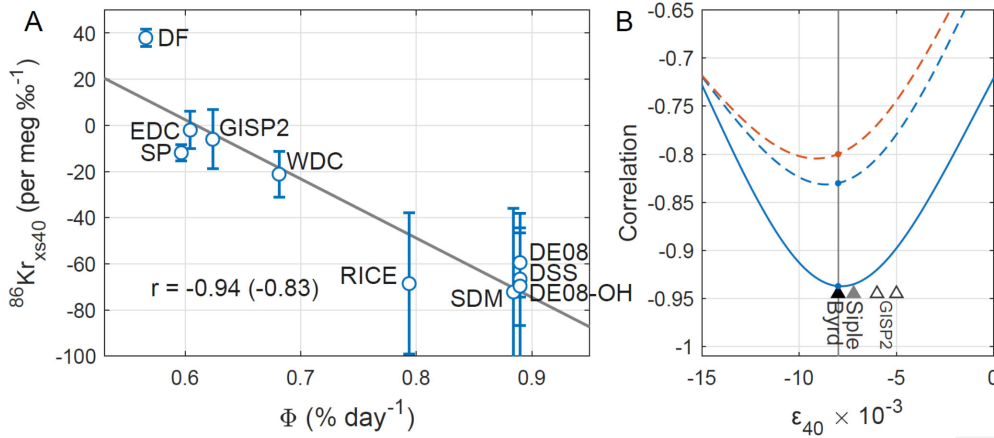 A
40
20
0
-20
-40
-60
-80
-100
⁸⁶Kr_xs40 (per meg ‰⁻¹)
DF
EDC
GISP2
SP
WDC
RICE
SDM
DE08
DSS
DE08-OH
r = -0.94 (-0.83)
0.6
0.7
0.8
0.9
Φ (% day⁻¹)
B
-0.65
-0.7
-0.75
-0.8
-0.85
-0.9
-0.95
-1
Correlation
Byrd
Siple
GISP2
-15
-10
-5
0
ε₄₀ × 10⁻³